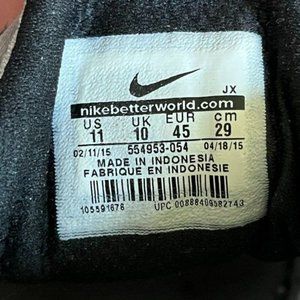 JX
nikebetterworld.com
US UK EUR cm
11 10 45 29
02/11/15 554953-054 04/18/15
MADE IN INDONESIA
FABRIQUE EN INDONESIE
105591678 UPC